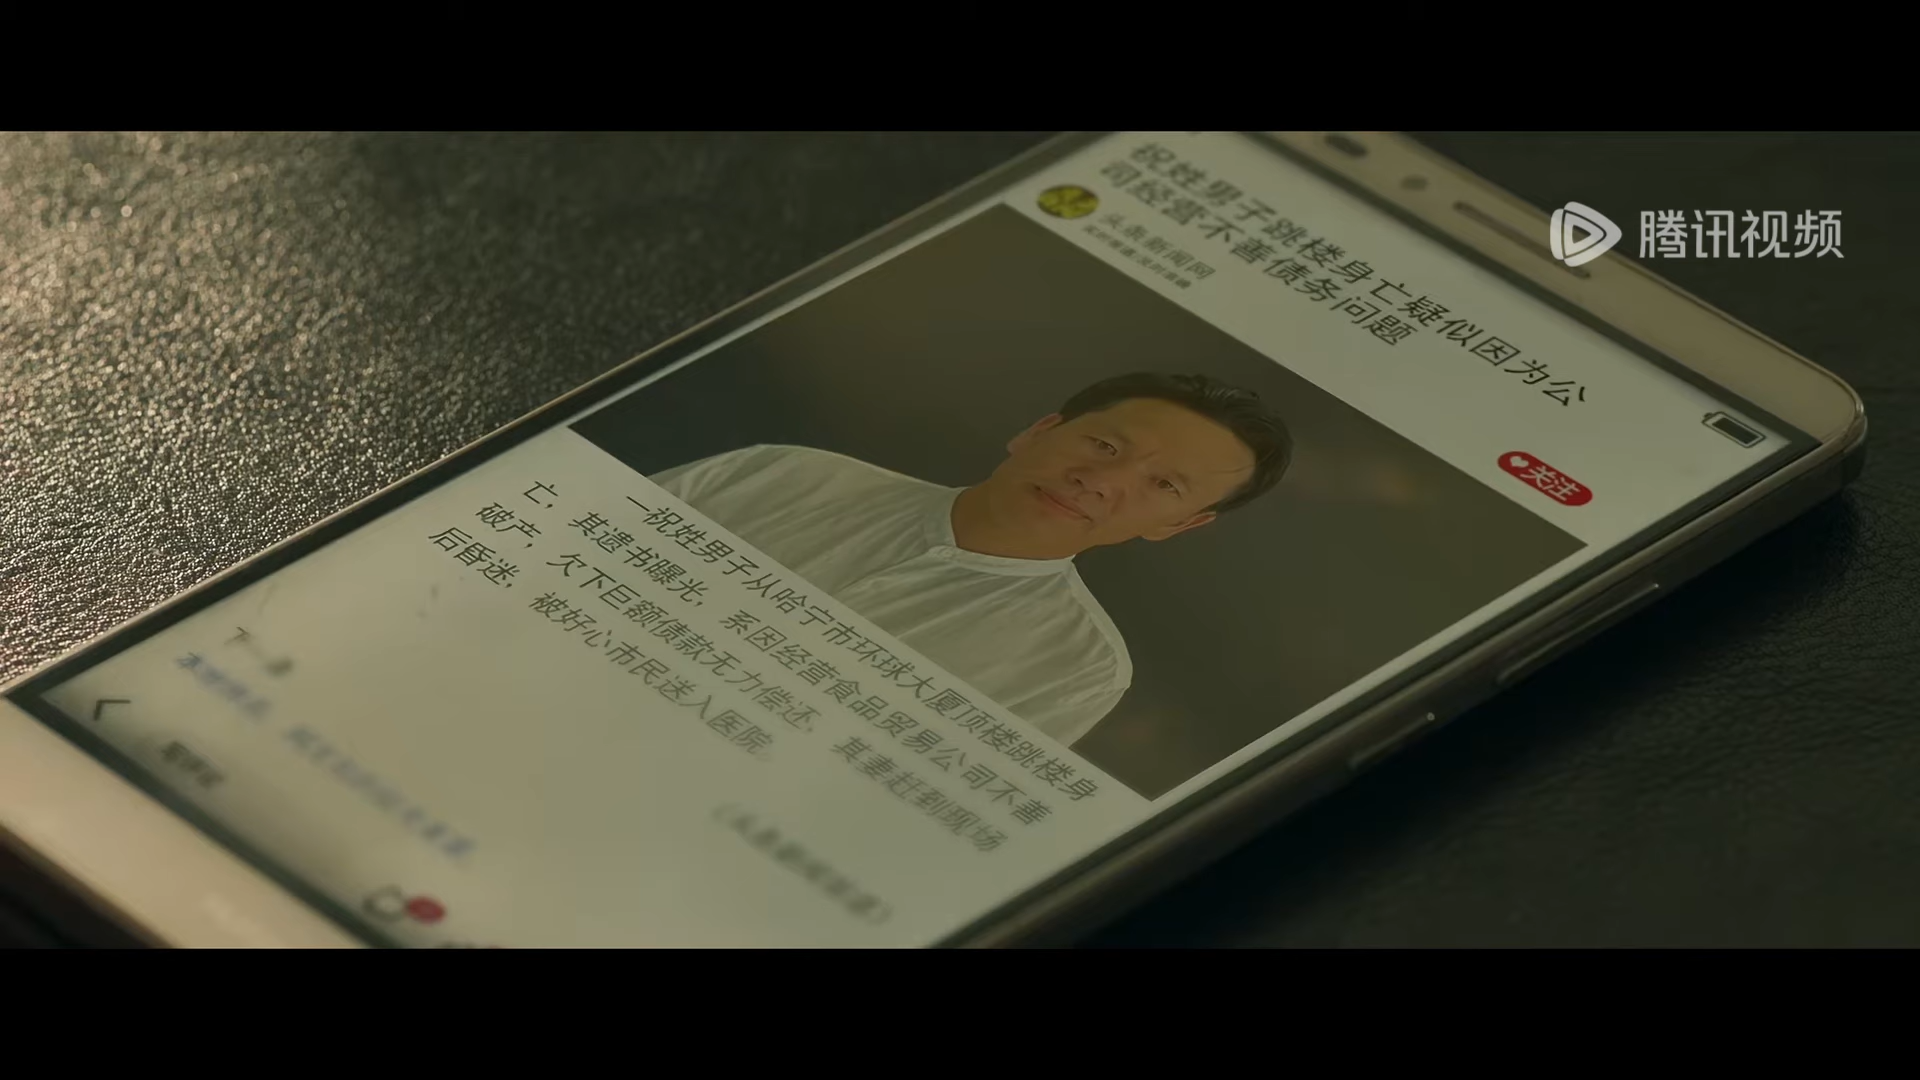 腾讯视频
祝姓男子跳楼身亡疑似因为公
司经营不善债务问题
头条新闻网
关注
一祝姓男子从哈宁市环球大厦顶楼跳楼身
亡，其遗书曝光，系因经营食品贸易公司不善
破产，欠下巨额债款无力偿还，其妻赶到现场
后昏迷，被好心市民送入医院。